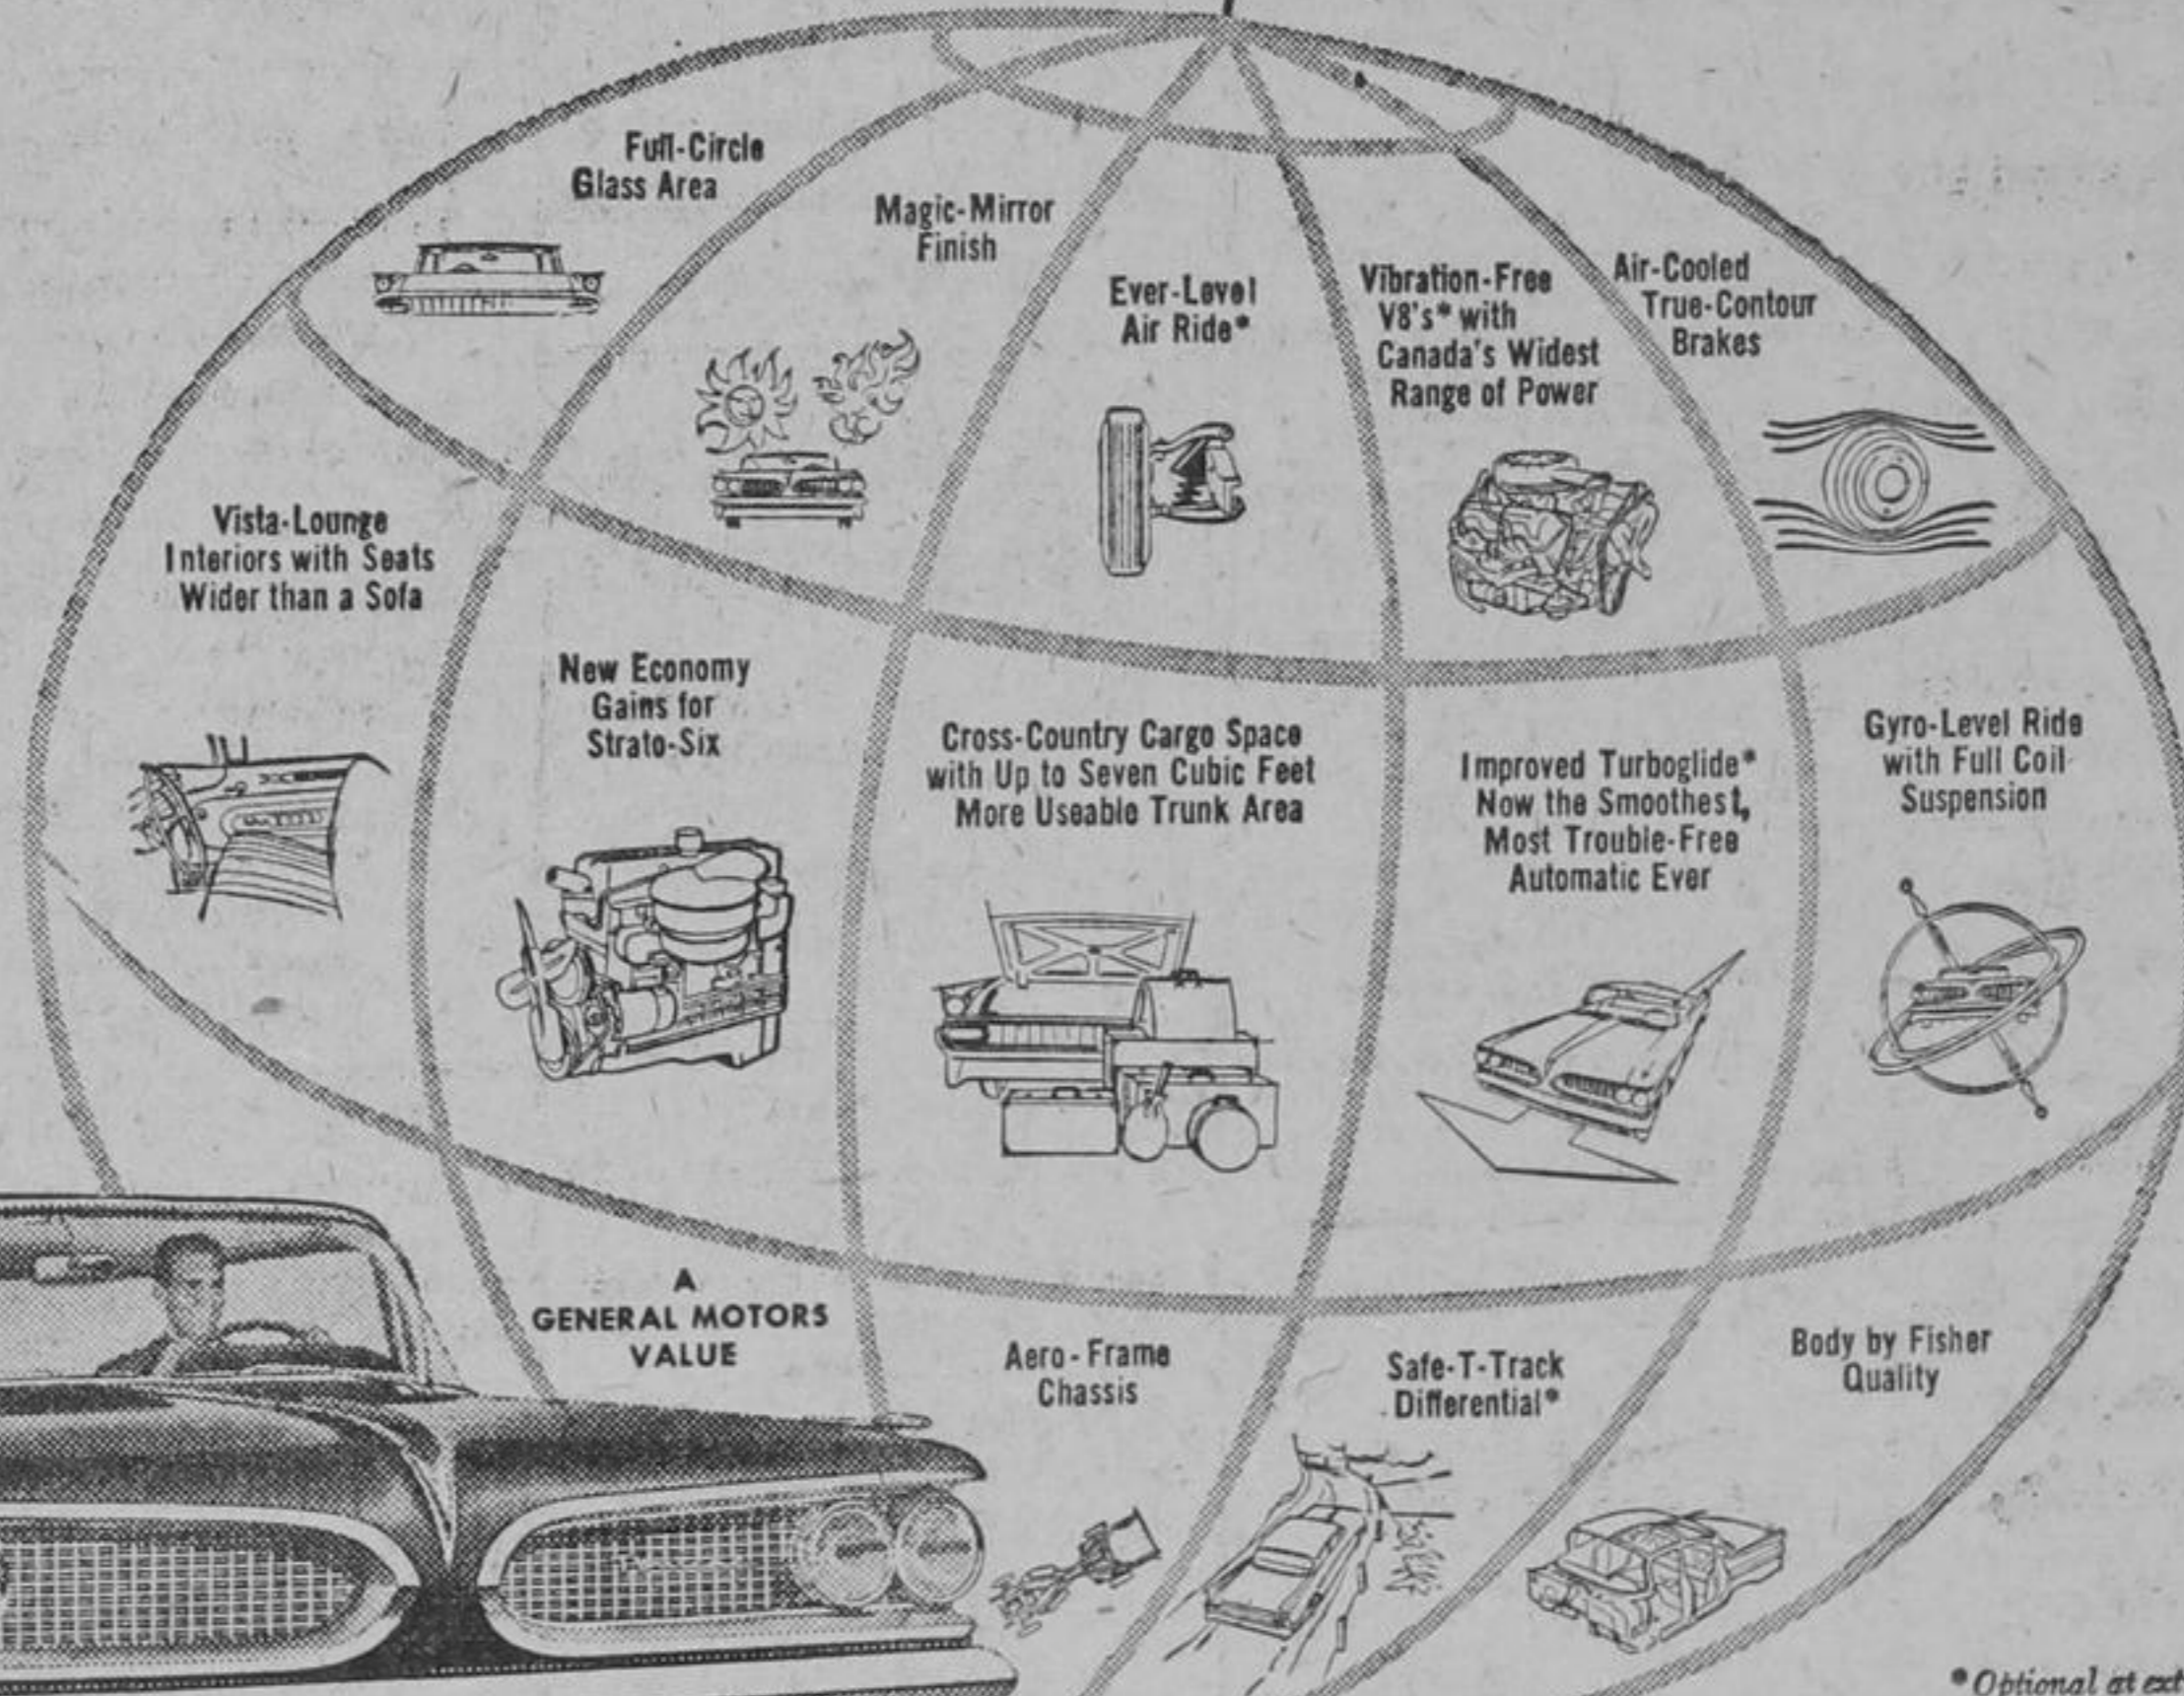 Full-Circle
Glass Area
Magic-Mirror
Finish
Ever-Level
Air Ride*
Vibration-Free
V8's* with
Canada's Widest
Range of Power
Air-Cooled
True-Contour
Brakes
Vista-Lounge
Interiors with Seats
Wider than a Sofa
New Economy
Gains for
Strato-Six
Cross-Country Cargo Space
with Up to Seven Cubic Feet
More Useable Trunk Area
Improved Turboglide*
Now the Smoothest,
Most Trouble-Free
Automatic Ever
Gyro-Level Ride
with Full Coil
Suspension
A
GENERAL MOTORS
VALUE
Aero-Frame
Chassis
Safe-T-Track
Differential*
Body by Fisher
Quality
*Optional at